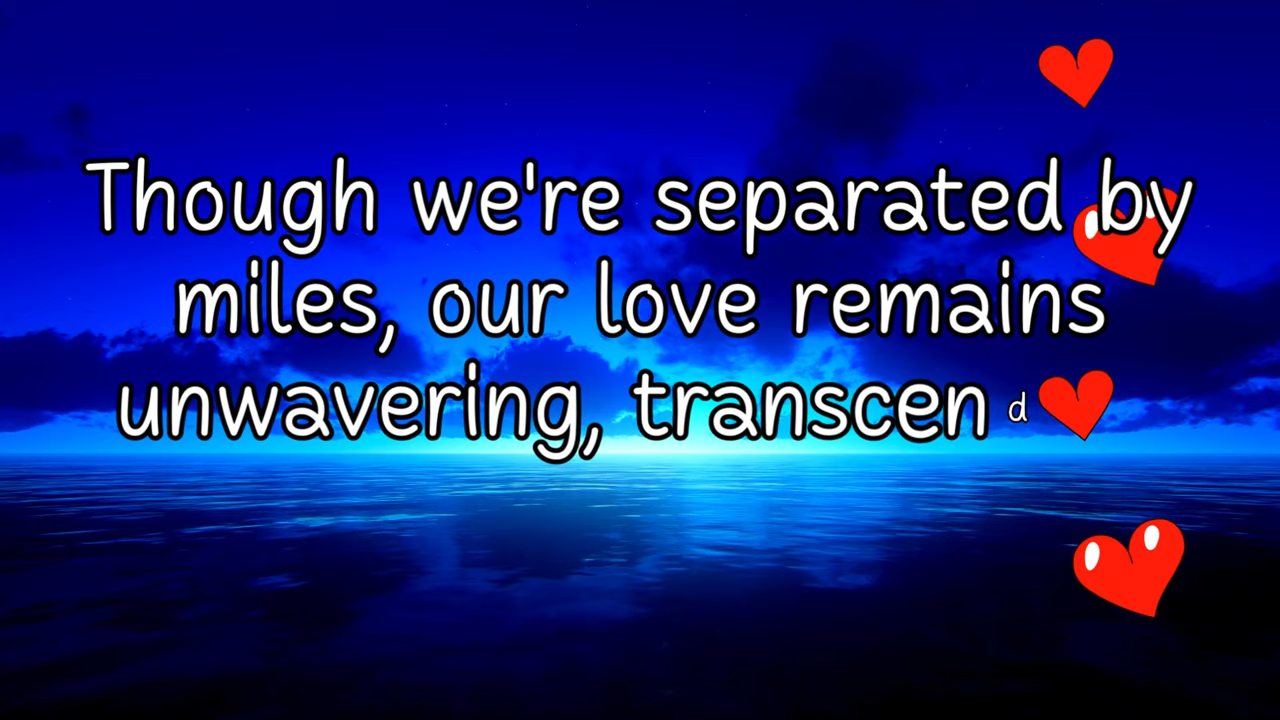 Though we're separated by
miles, our love remains
unwavering, transcend